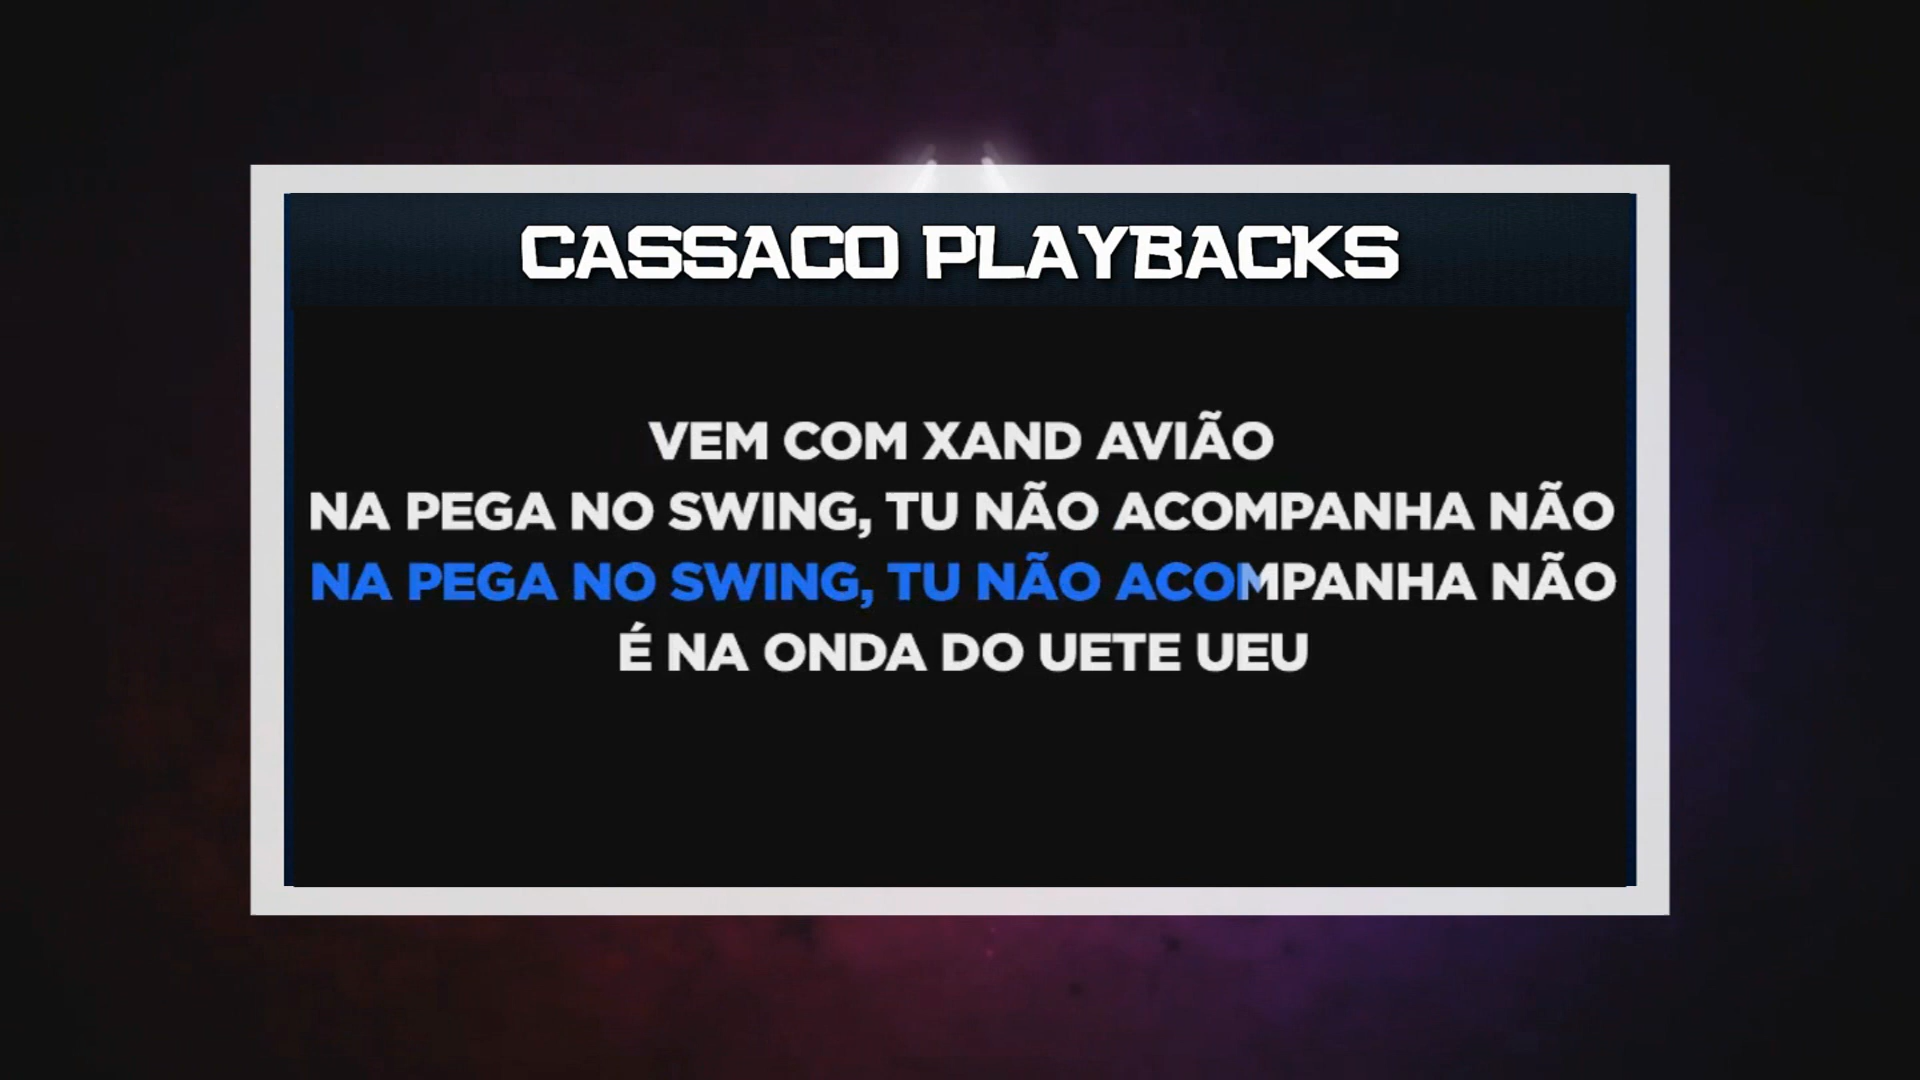 CASSACO PLAYBACKS
VEM COM XAND AVIÃO
NA PEGA NO SWING, TU NÃO ACOMPANHA NÃO
NA PEGA NO SWING, TU NÃO ACOMPANHA NÃO
É NA ONDA DO UETE UEU